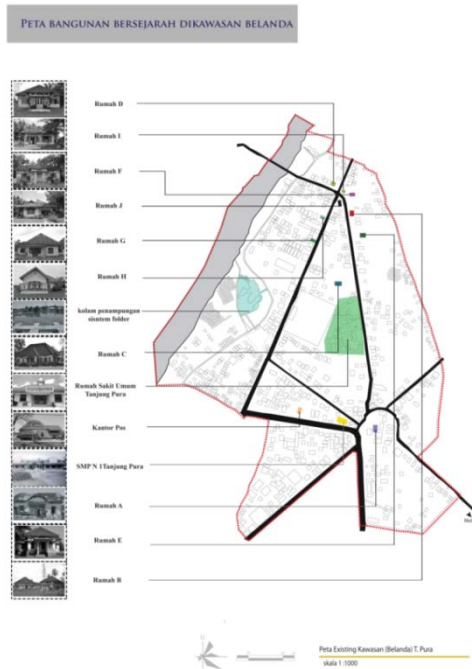 PETA BANGUNAN BERSEJARAH DIKAWASAN BELANDA
Rumah D
Rumah I
Rumah F
Rumah J
Rumah G
Rumah H
kolam penampungan
sisntem folder
Rumah C
Rumah Sakit Umum
Tanjung Pura
Kantor Pos
SMP N 1Tanjung Pura
Rumah A
Rumah E
Rumah B
Peta Existing Kawasan (Belanda) T. Pura
skala 1 :1000